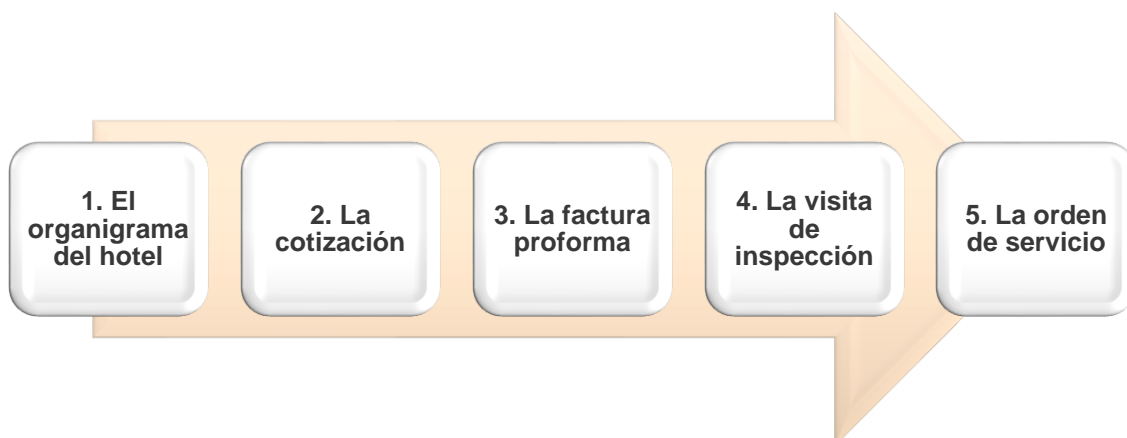 1. El
organigrama
del hotel
2. La
cotización
3. La factura
proforma
4. La visita
de
inspección
5. La orden
de servicio